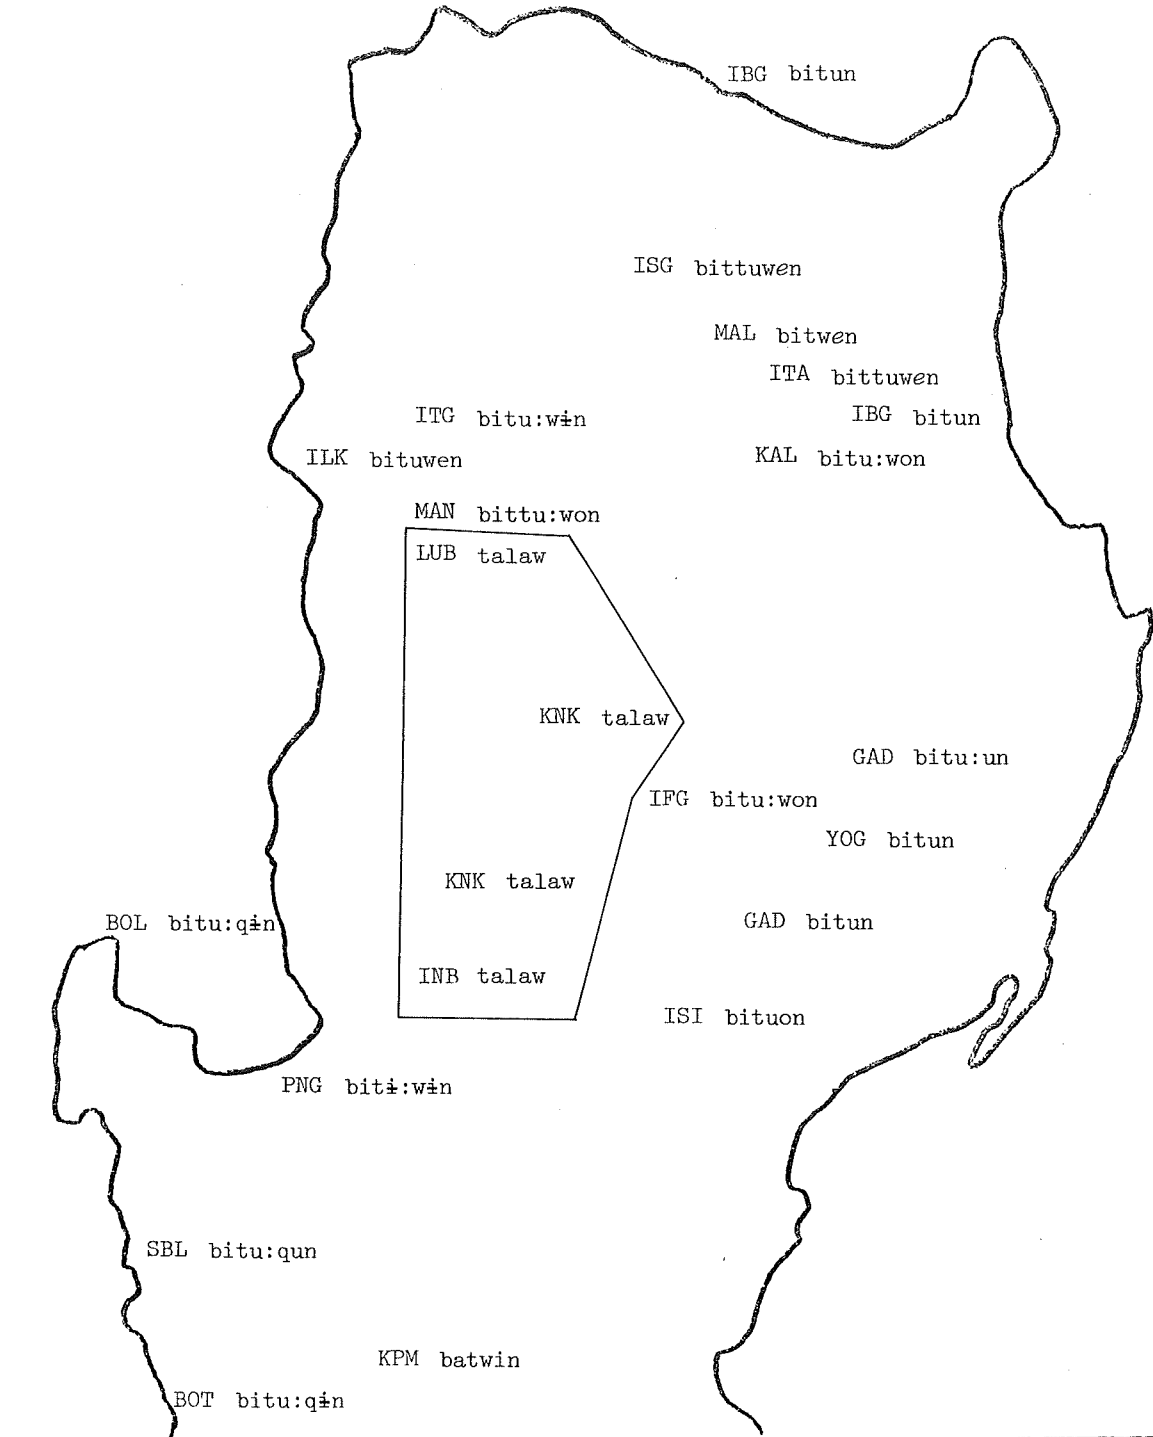 IBG bitun
ISG bittuwen
MAL bitwen
ITA bittuwen
ITG bitu:wɨn
IBG bitun
ILK bituwen
KAL bitu:won
MAN bittu:won
LUB talaw
KNK talaw
GAD bitu:un
IFG bitu:won
YOG bitun
KNK talaw
BOL bitu:qɨn
GAD bitun
INB talaw
ISI bituon
PNG bitɨ:wɨn
SBL bitu:qun
KPM batwin
BOT bitu:qɨn